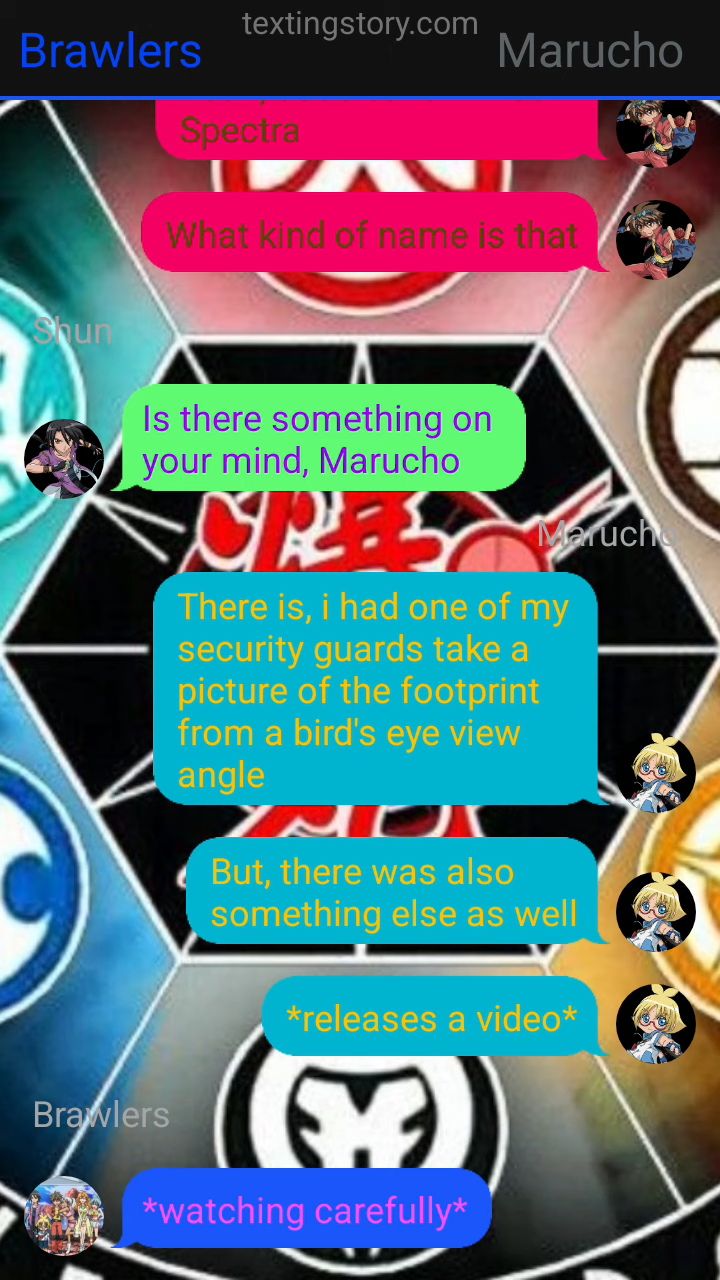 textingstory.com
Brawlers
Marucho
Spectra
What kind of name is that
Shun
Is there something on
your mind, Marucho
Marucho
There is, i had one of my
security guards take a
picture of the footprint
from a bird's eye view
angle
But, there was also
something else as well
*releases a video*
Brawlers
*watching carefully*